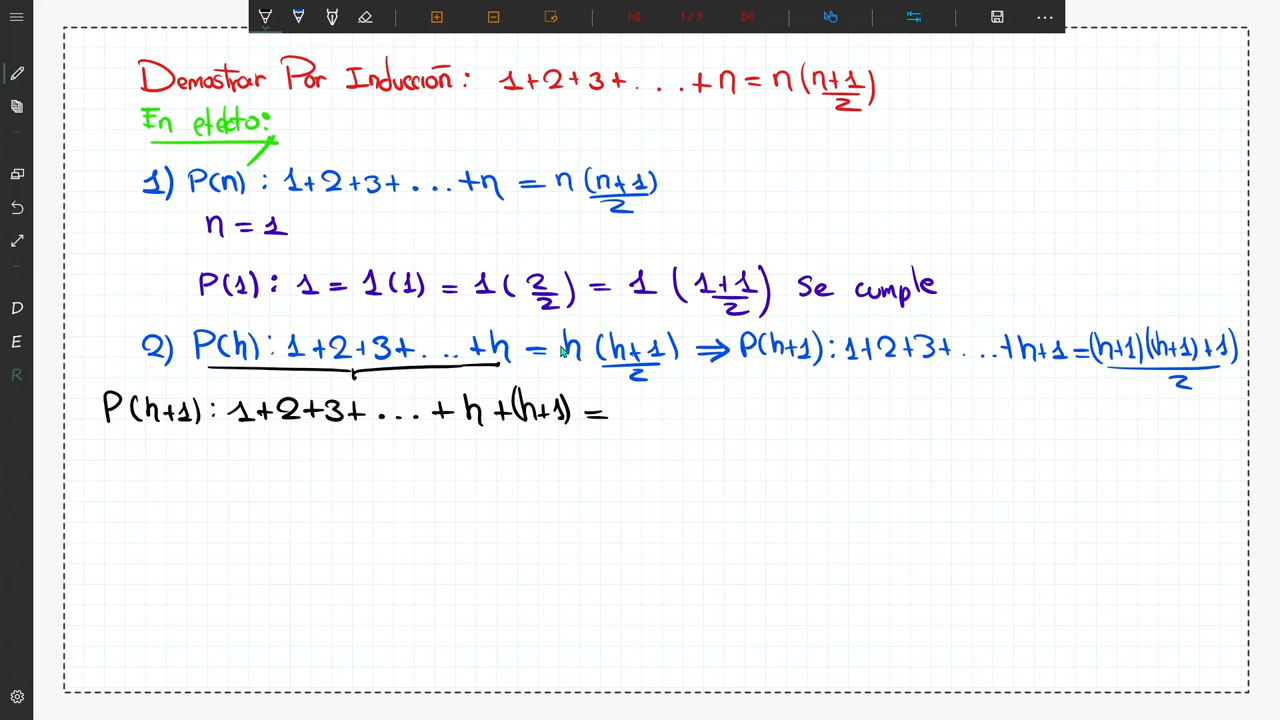 1 / 3
Demostrar Por Inducción: 1+2+3+ . . . +n = n(n+1/2)
En efecto:
1) P(n) : 1+2+3+ . . . +n = n (n+1)/2
n = 1
P(1) : 1 = 1(1) = 1(2/2) = 1 (1+1/2) Se cumple
2) P(h) : 1+2+3+ . . . +h = h (h+1)/2 ⇒ P(h+1) : 1+2+3+ . . . +h+1 = (h+1)((h+1)+1)/2
P(h+1) : 1+2+3+ . . . + h +(h+1) =
D
E
R